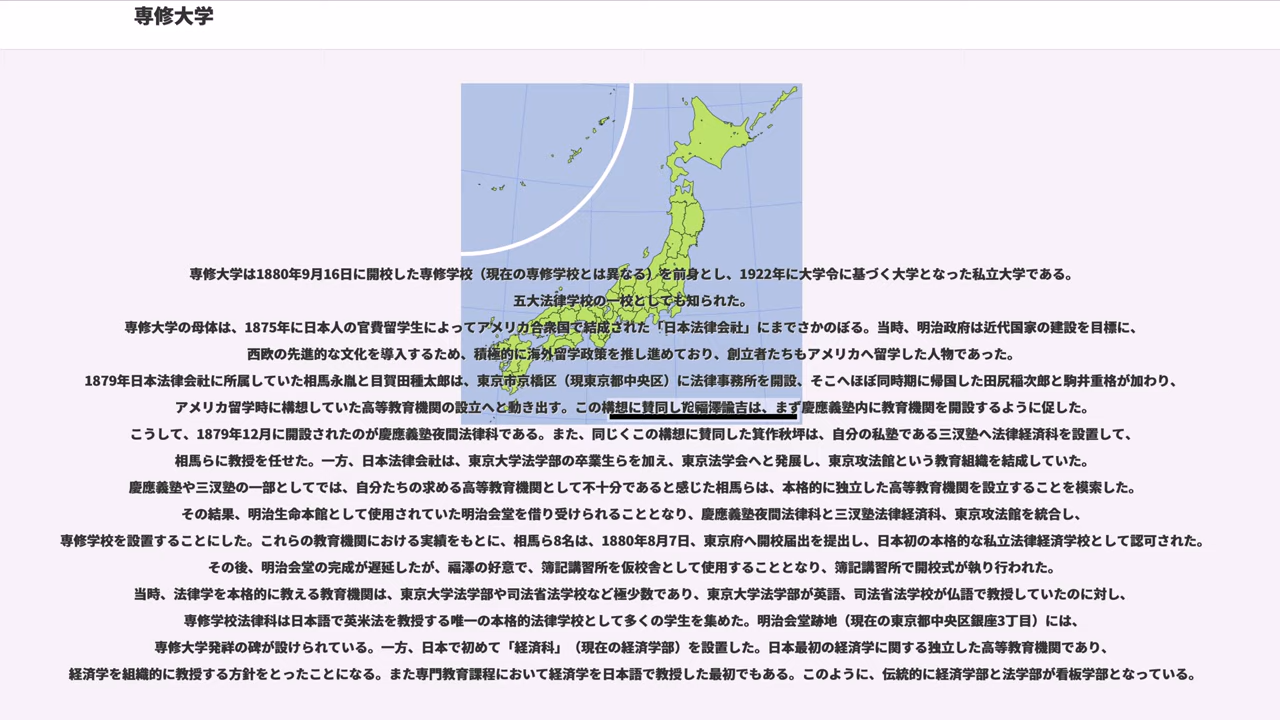 専修大学
専修大学は1880年9月16日に開校した専修学校（現在の専修学校とは異なる）を前身とし、1922年に大学令に基づく大学となった私立大学である。
五大法律学校の一校としても知られた。
専修大学の母体は、1875年に日本人の官費留学生によってアメリカ合衆国で結成された「日本法律会社」にまでさかのぼる。当時、明治政府は近代国家の建設を目標に、
西欧の先進的な文化を導入するため、積極的に海外留学政策を推し進めており、創立者たちもアメリカへ留学した人物であった。
1879年日本法律会社に所属していた相馬永胤と目賀田種太郎は、東京市京橋区（現東京都中央区）に法律事務所を開設、そこへほぼ同時期に帰国した田尻稲次郎と駒井重格が加わり、
アメリカ留学時に構想していた高等教育機関の設立へと動き出す。この構想に賛同した福澤諭吉は、まず慶應義塾内に教育機関を開設するように促した。
こうして、1879年12月に開設されたのが慶應義塾夜間法律科である。また、同じくこの構想に賛同した箕作秋坪は、自分の私塾である三汊塾へ法律経済科を設置して、
相馬らに教授を任せた。一方、日本法律会社は、東京大学法学部の卒業生らを加え、東京法学会へと発展し、東京攻法館という教育組織を結成していた。
慶應義塾や三汊塾の一部としてでは、自分たちの求める高等教育機関として不十分であると感じた相馬らは、本格的に独立した高等教育機関を設立することを模索した。
その結果、明治生命本館として使用されていた明治会堂を借り受けられることとなり、慶應義塾夜間法律科と三汊塾法律経済科、東京攻法館を統合し、
専修学校を設置することにした。これらの教育機関における実績をもとに、相馬ら8名は、1880年8月7日、東京府へ開校届出を提出し、日本初の本格的な私立法律経済学校として認可された。
その後、明治会堂の完成が遅延したが、福澤の好意で、簿記講習所を仮校舎として使用することとなり、簿記講習所で開校式が執り行われた。
当時、法律学を本格的に教える教育機関は、東京大学法学部や司法省法学校など極少数であり、東京大学法学部が英語、司法省法学校が仏語で教授していたのに対し、
専修学校法律科は日本語で英米法を教授する唯一の本格的法律学校として多くの学生を集めた。明治会堂跡地（現在の東京都中央区銀座3丁目）には、
専修大学発祥の碑が設けられている。一方、日本で初めて「経済科」（現在の経済学部）を設置した。日本最初の経済学に関する独立した高等教育機関であり、
経済学を組織的に教授する方針をとったことになる。また専門教育課程において経済学を日本語で教授した最初でもある。このように、伝統的に経済学部と法学部が看板学部となっている。